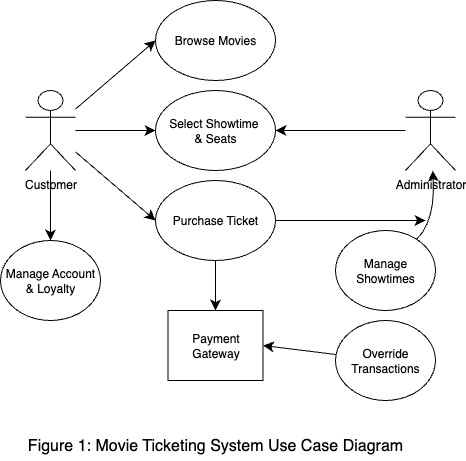 Browse Movies
Select Showtime
& Seats
Customer
Administrator
Purchase Ticket
Manage Account
& Loyalty
Manage
Showtimes
Payment
Gateway
Override
Transactions
Figure 1: Movie Ticketing System Use Case Diagram